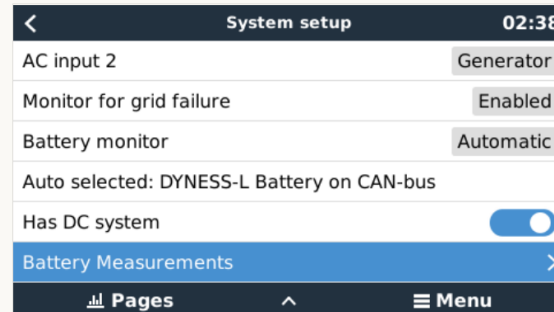 System setup 02:38
AC input 2 Generator
Monitor for grid failure Enabled
Battery monitor Automatic
Auto selected: DYNESS-L Battery on CAN-bus
Has DC system
Battery Measurements
Pages Menu